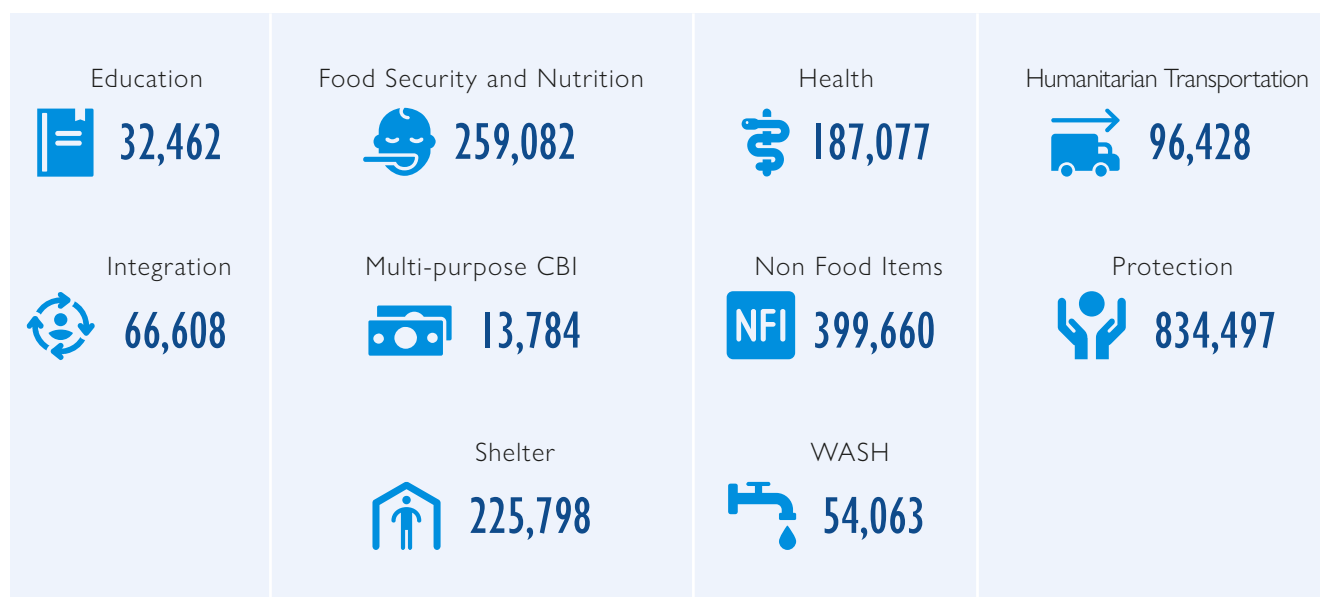 Education
32,462
Food Security and Nutrition
259,082
Health
187,077
Humanitarian Transportation
96,428
Integration
66,608
Multi-purpose CBI
13,784
Non Food Items
NFI
399,660
Protection
834,497
Shelter
225,798
WASH
54,063